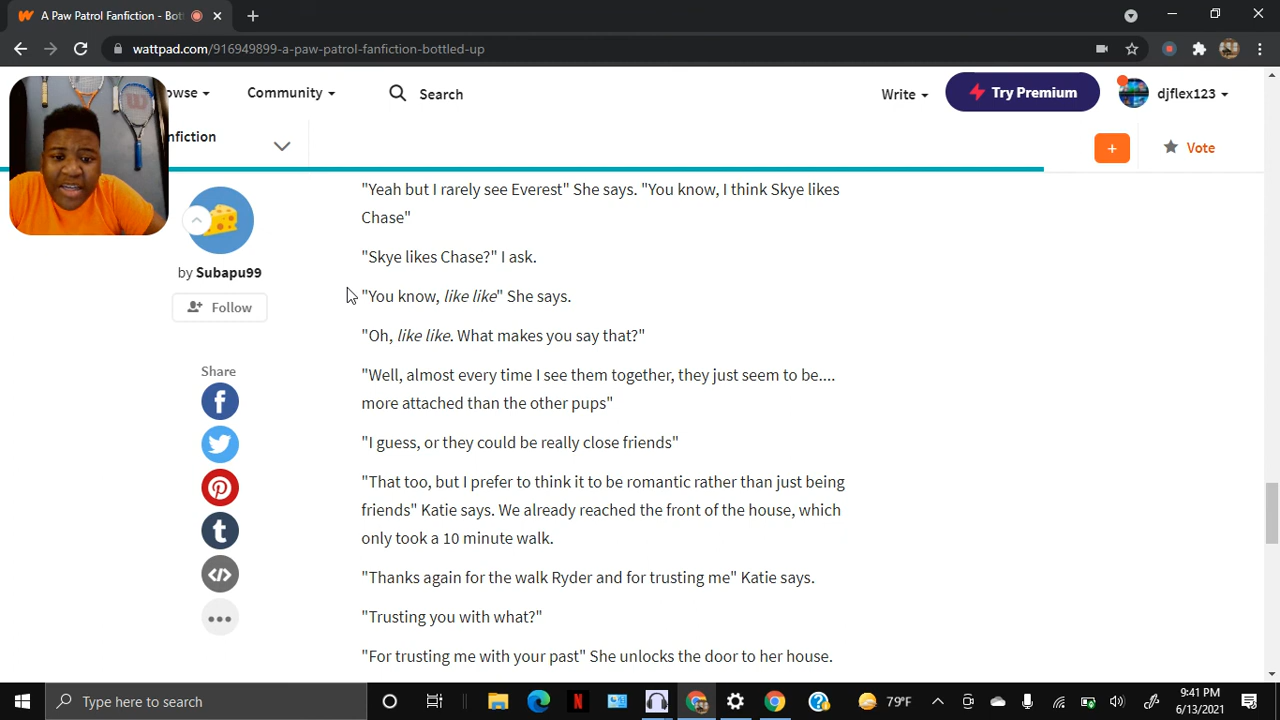 A Paw Patrol Fanfiction - Bot
wattpad.com/916949899-a-paw-patrol-fanfiction-bottled-up
owse
Community
Search
Write
Try Premium
djflex123
nfiction
+
Vote
"Yeah but I rarely see Everest" She says. "You know, I think Skye likes
Chase"
by Subapu99
"Skye likes Chase?" I ask.
"You know, like like" She says.
Follow
"Oh, like like. What makes you say that?"
Share
"Well, almost every time I see them together, they just seem to be....
more attached than the other pups"
"I guess, or they could be really close friends"
"That too, but I prefer to think it to be romantic rather than just being
friends" Katie says. We already reached the front of the house, which
only took a 10 minute walk.
"Thanks again for the walk Ryder and for trusting me" Katie says.
"Trusting you with what?"
"For trusting me with your past" She unlocks the door to her house.
Type here to search
79°F
9:41 PM
6/13/2021